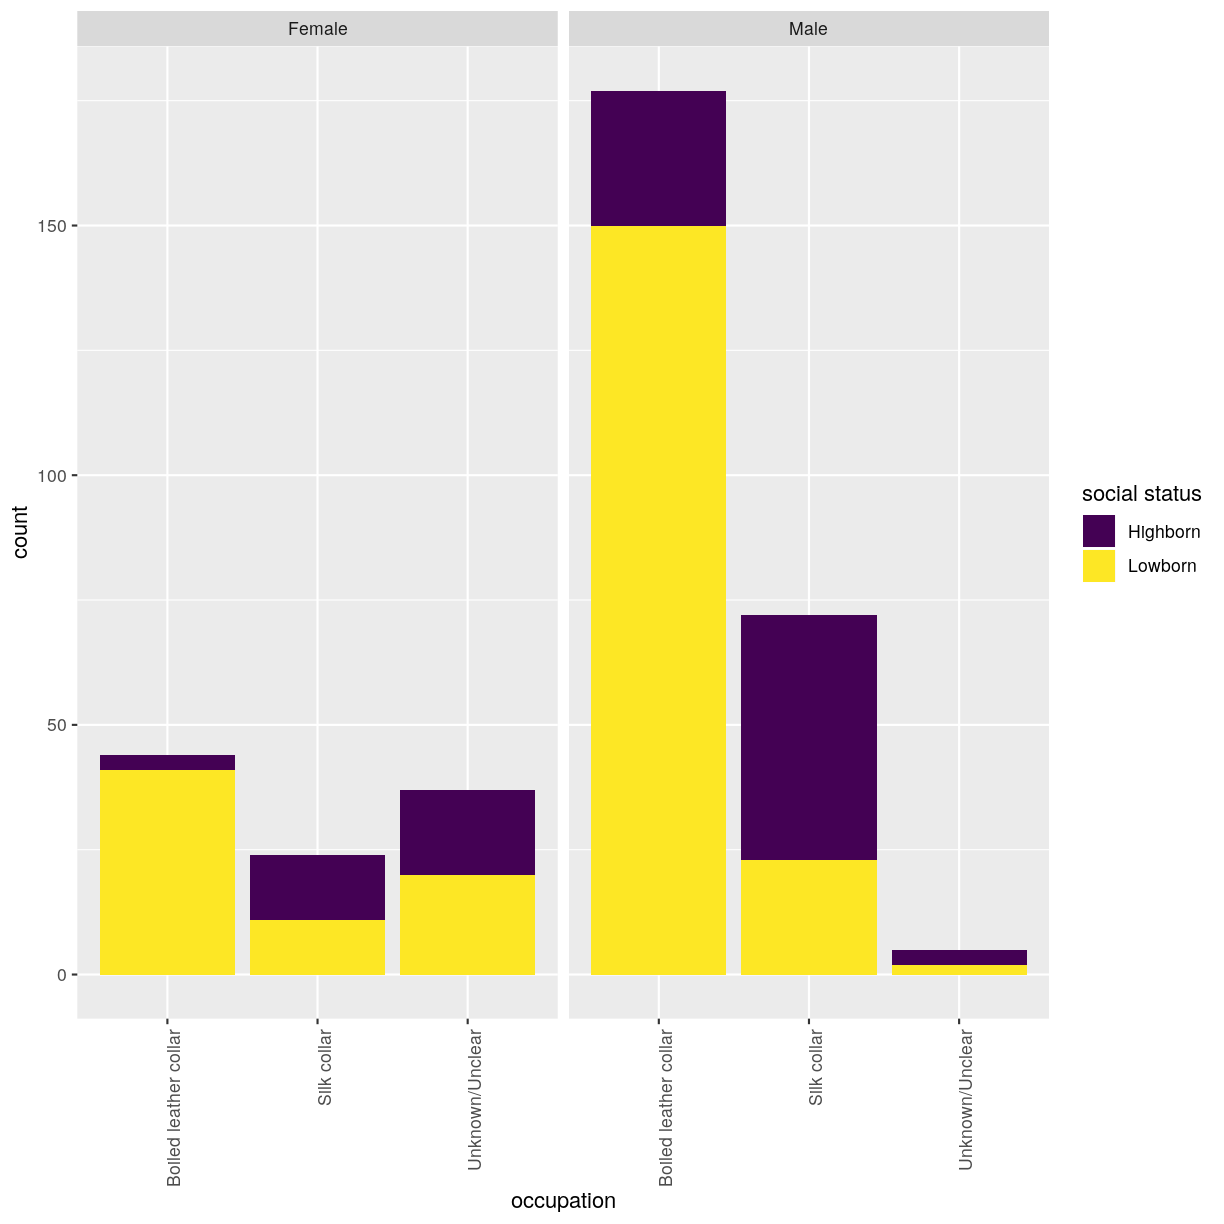 Female
Male
count
150
100
50
0
Boiled leather collar
Silk collar
Unknown/Unclear
Boiled leather collar
Silk collar
Unknown/Unclear
occupation
social status
Highborn
Lowborn